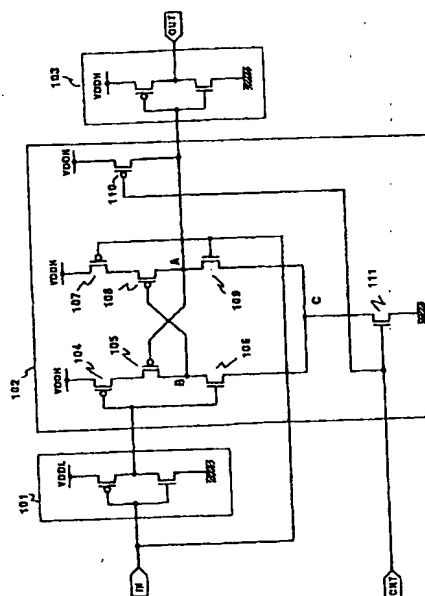 OUT
103
VDDH
VDDH
110
VDDH
107
108
A
109
C
111
102
VDDH
104
105
B
106
101
VDDL
IN
CNT